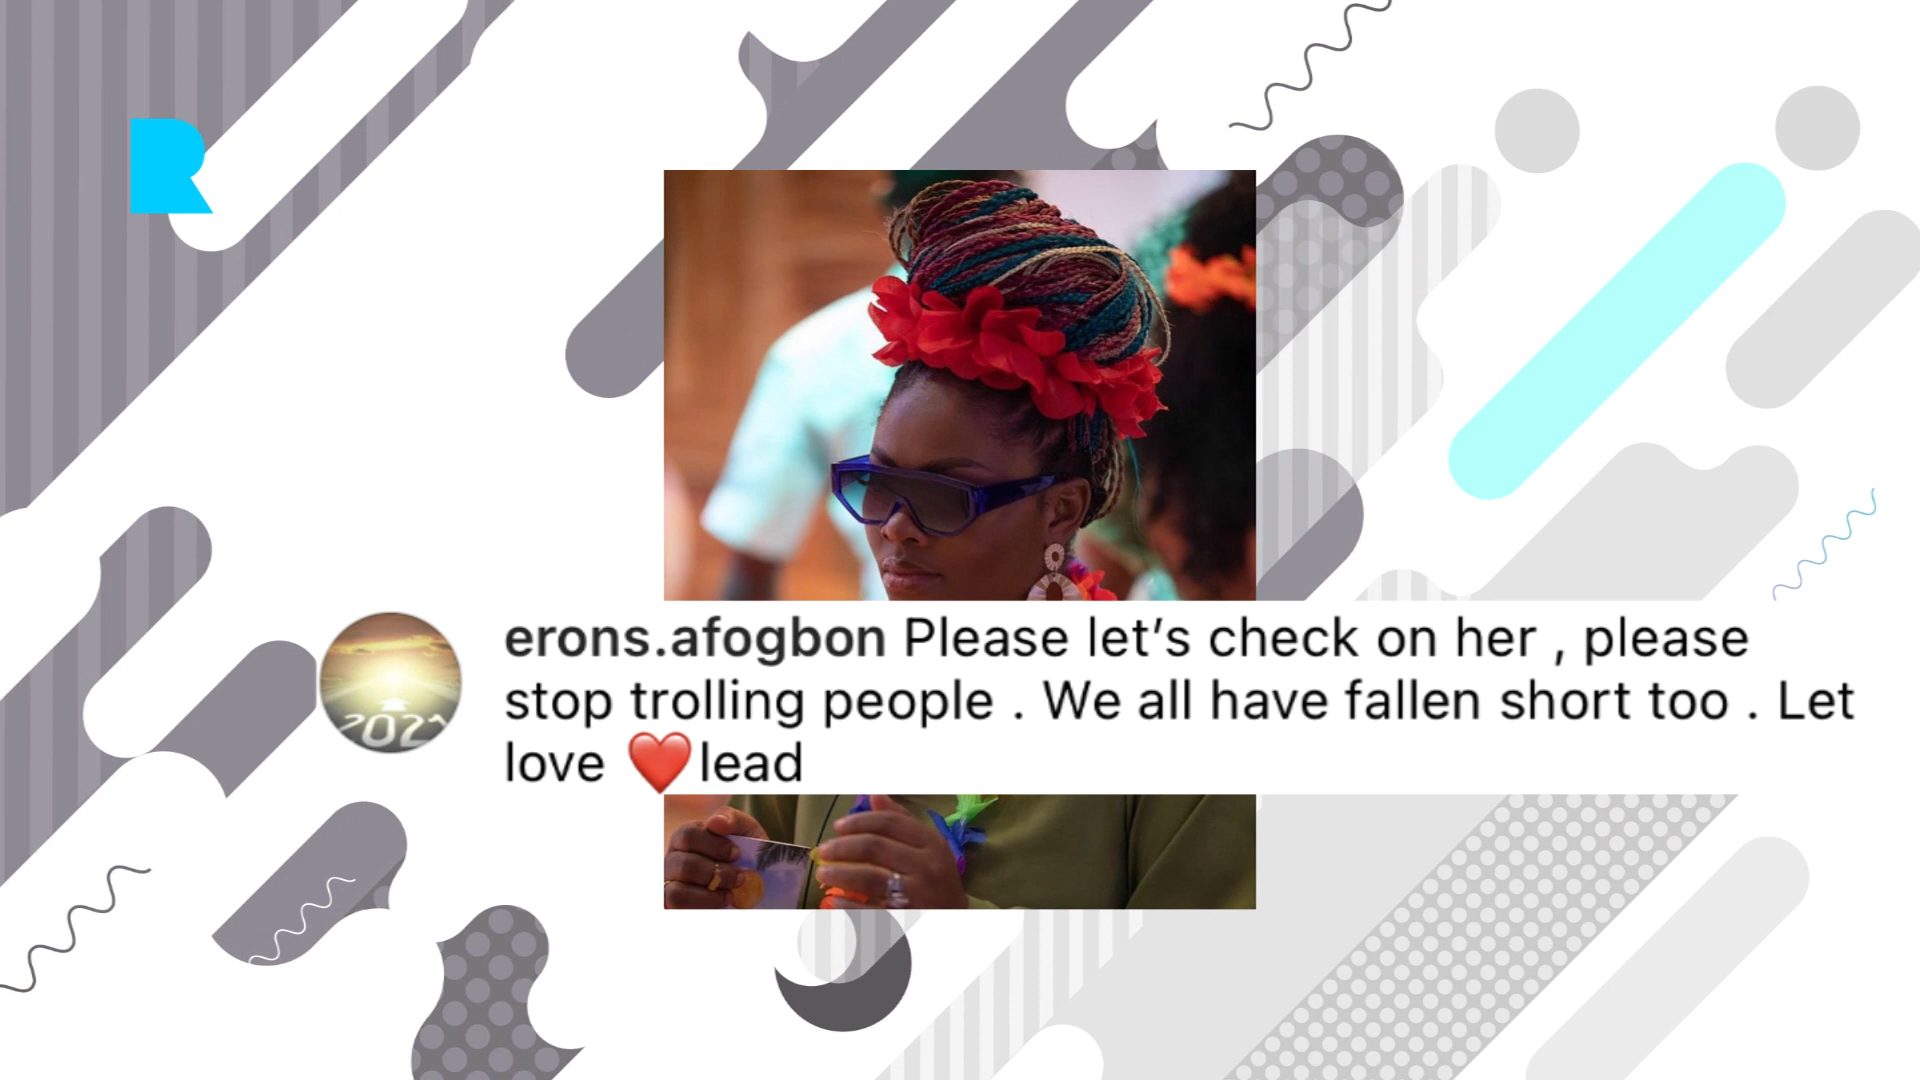 R
erons.afogbon Please let’s check on her , please
stop trolling people . We all have fallen short too . Let
love ❤️lead